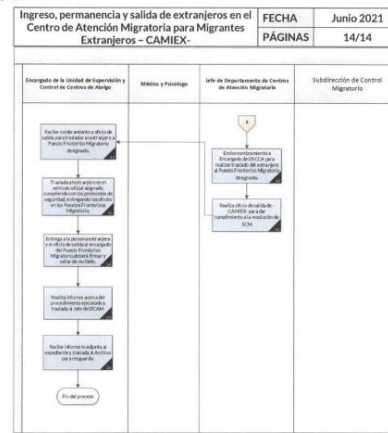 Ingreso, permanencia y salida de extranjeros en el
Centro de Atención Migratoria para Migrantes
Extranjeros – CAMIEX-
FECHA
Junio 2021
PÁGINAS
14/14
Encargado de la Unidad de Supervisión y
Control de Centros de Abrigo
Médico y Psicólogo
Jefe de Departamento de Centros
de Atención Migratoria
Subdirección de Control
Migratorio
Recibe nombramiento y oficio de
salida para trasladar al extranjero a
Puesto Fronterizo Migratorio
designado.
Emite nombramiento a
Encargado de USCCA para
realizar traslado del extranjero
al Puesto Fronterizo Migratorio
designado.
Traslada al extranjero en el
vehículo oficial asignado,
cumpliendo con los protocolos de
seguridad, entregando los oficios
en los Puestos Fronterizos
Migratorio.
Realiza oficio de salida de -
CAMIEX- para dar
cumplimiento a la resolución de
SCM
Entrega a la persona extranjera
y el oficio de salida al encargado
del Puesto Fronterizo
Migratorio, deberá firmar y
sellar de recibido.
Realiza informe acerca del
procedimiento ejecutado y
traslada al Jefe de DCAM
Recibe informe lo adjunta al
expediente y traslada al Archivo
para resguardo.
Fin del proceso